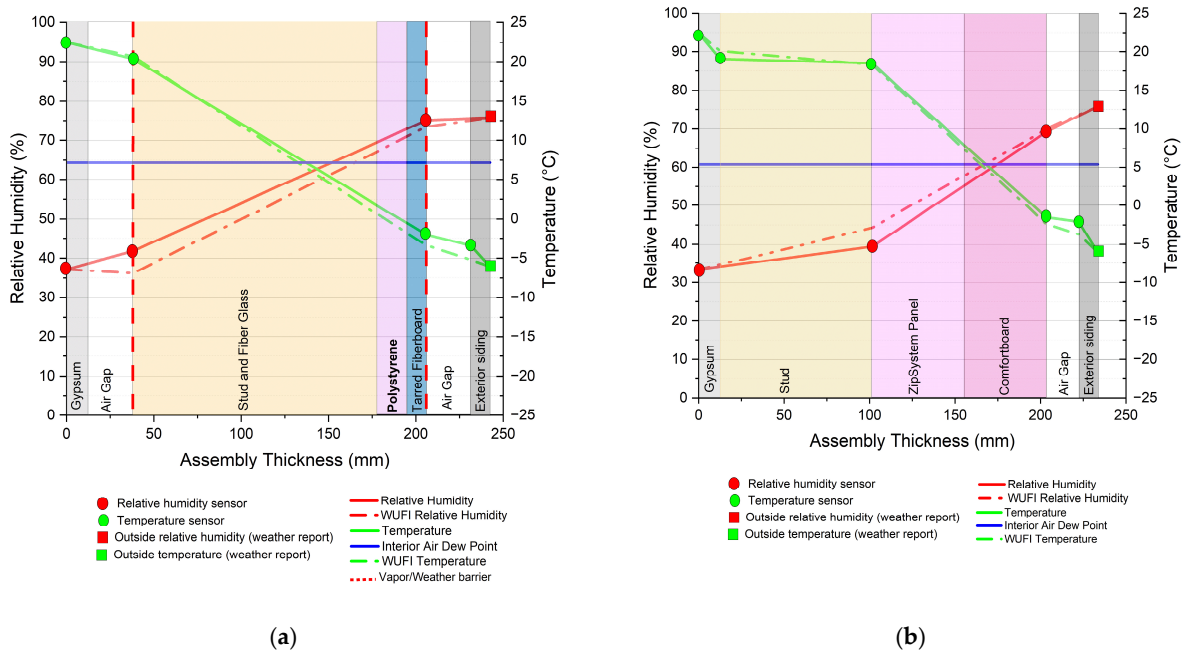 100
90
80
70
60
50
40
30
20
10
0
Relative Humidity (%)
25
20
15
10
5
0
−5
−10
−15
−20
−25
Temperature (°C)
Gypsum
Air Gap
Stud and Fiber Glass
Polystyrene
Tarred Fiberboard
Air Gap
Exterior siding
0 50 100 150 200 250
Assembly Thickness (mm)
Relative humidity sensor
Temperature sensor
Outside relative humidity (weather report)
Outside temperature (weather report)
Relative Humidity
WUFI Relative Humidity
Temperature
Interior Air Dew Point
WUFI Temperature
Vapor/Weather barrier
(a)
100
90
80
70
60
50
40
30
20
10
0
Relative Humidity (%)
25
20
15
10
5
0
−5
−10
−15
−20
−25
Temperature (°C)
Gypsum
Stud
ZipSystem Panel
Comfortboard
Air Gap
Exterior siding
0 50 100 150 200 250
Assembly Thickness (mm)
Relative humidity sensor
Temperature sensor
Outside relative humidity (weather report)
Outside temperature (weather report)
Relative Humidity
WUFI Relative Humidity
Temperature
Interior Air Dew Point
WUFI Temperature
(b)